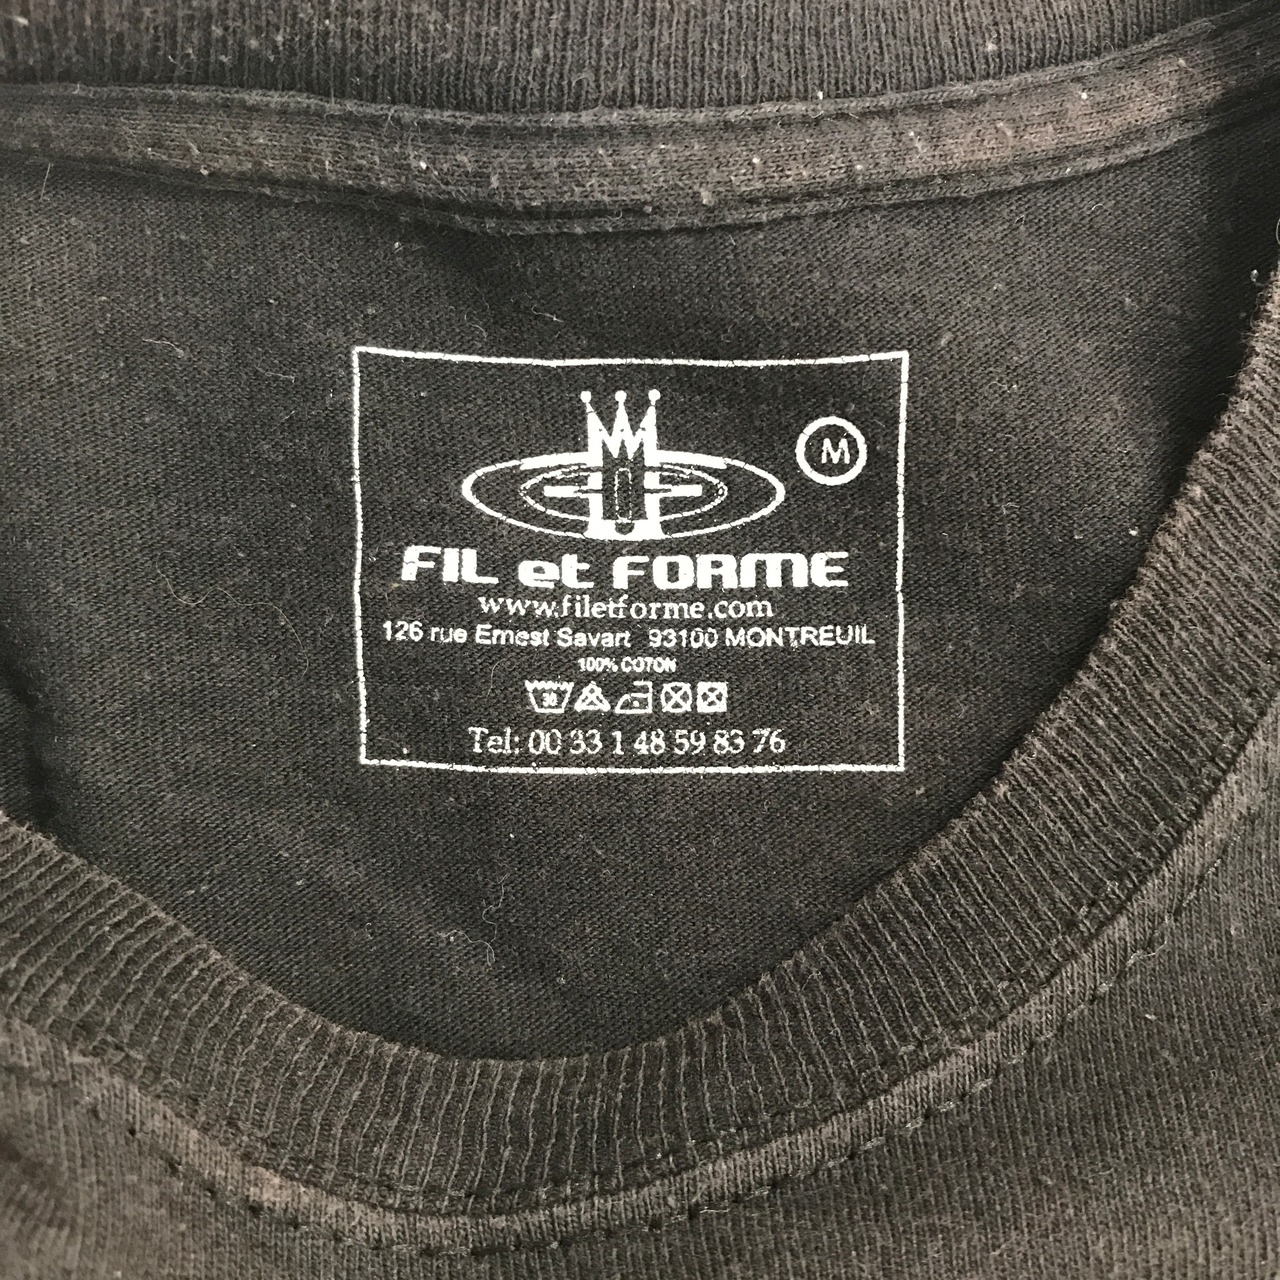 M
FIL et FORME
www.filetforme.com
126 rue Ernest Savart 93100 MONTREUIL
100% COTON
30
Tel: 00 33 1 48 59 83 76